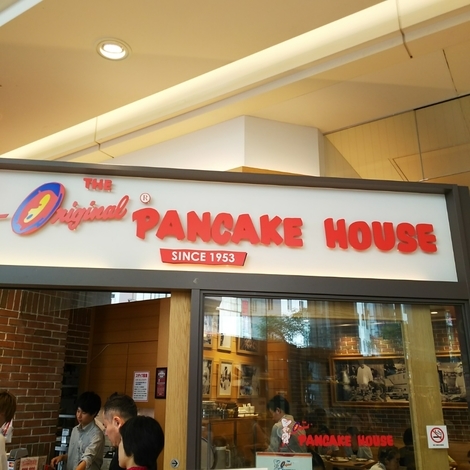 THE
Original® PANCAKE HOUSE
SINCE 1953
PANCAKE HOUSE